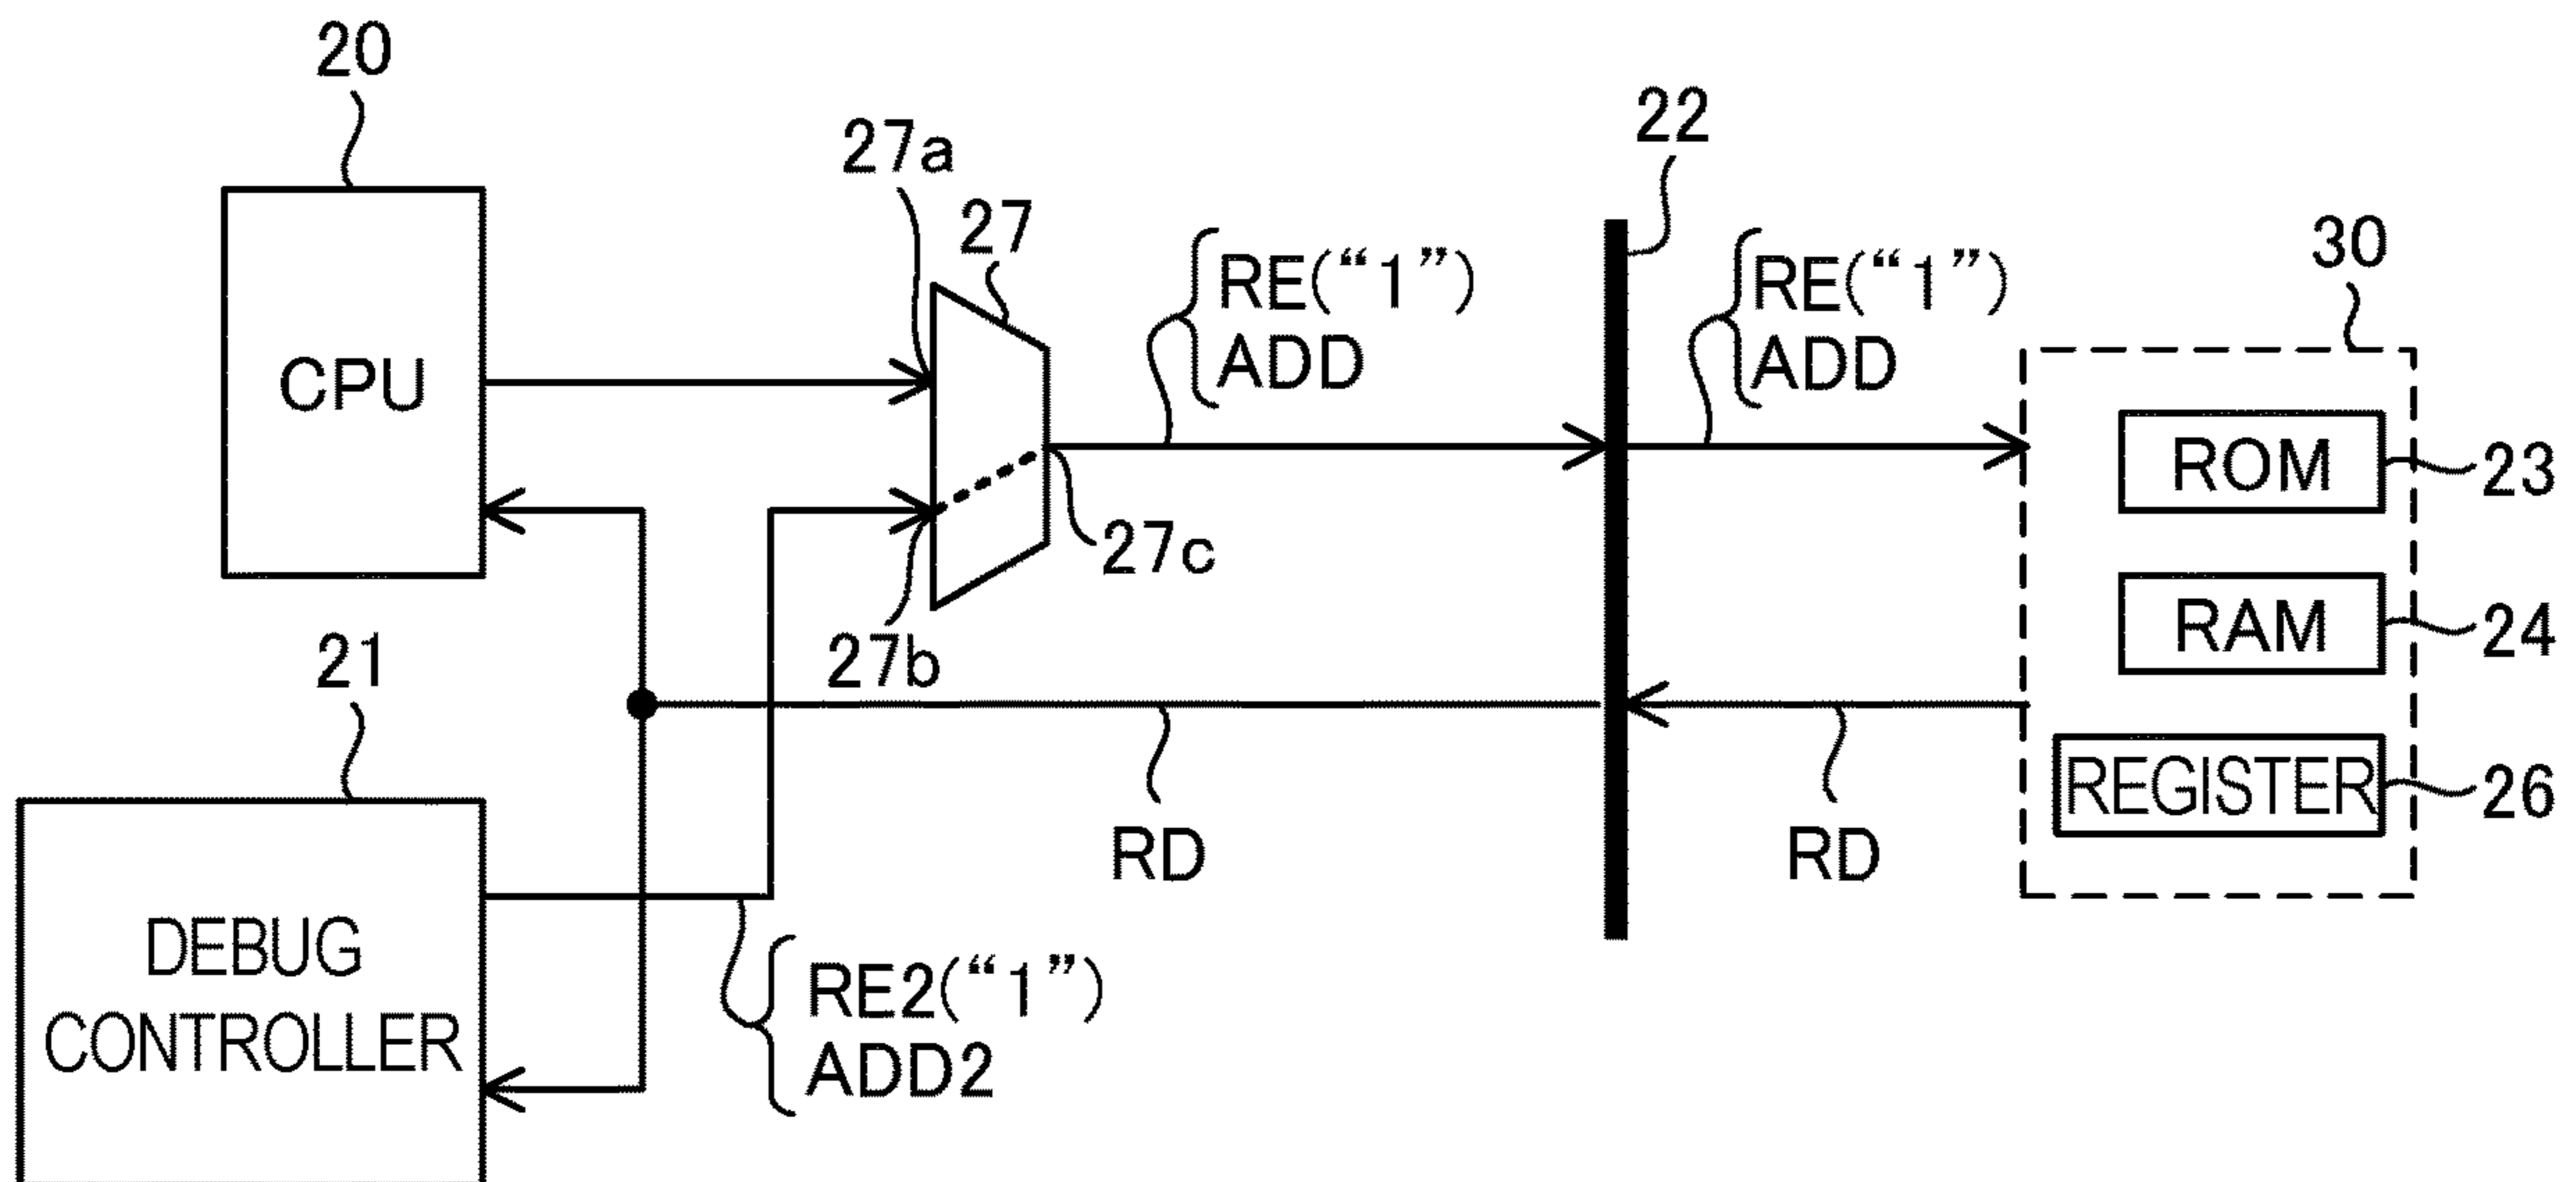 20
22
27a
27
30
RE(“1”)
ADD
RE(“1”)
ADD
CPU
ROM
23
27c
RAM
24
27b
21
REGISTER
26
RD
RD
DEBUG
CONTROLLER
RE2(“1”)
ADD2